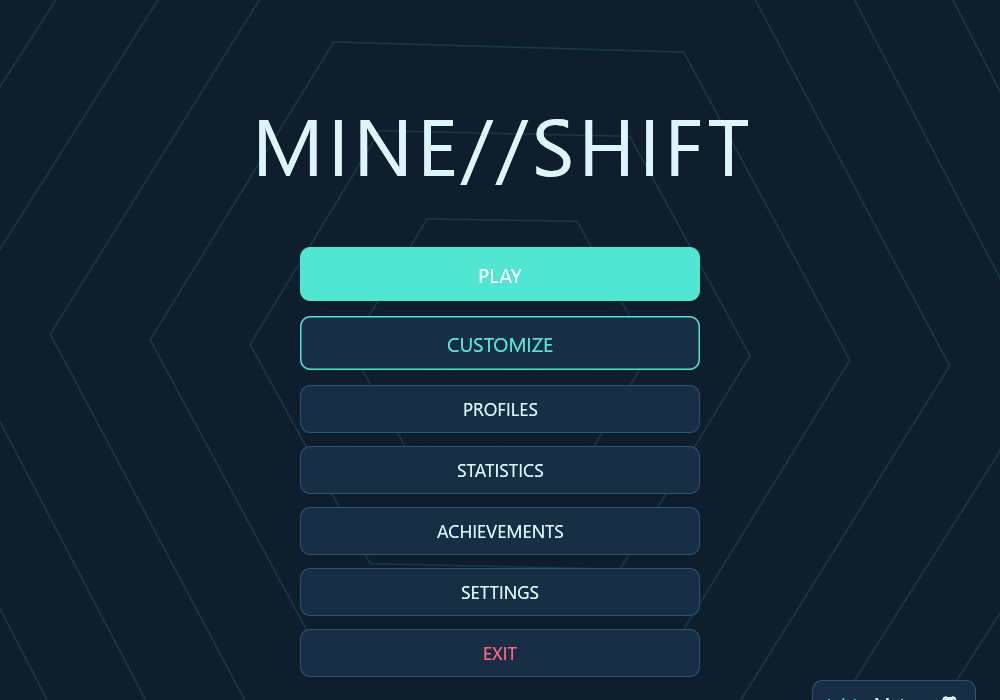 MINE//SHIFT
PLAY
CUSTOMIZE
PROFILES
STATISTICS
ACHIEVEMENTS
SETTINGS
EXIT